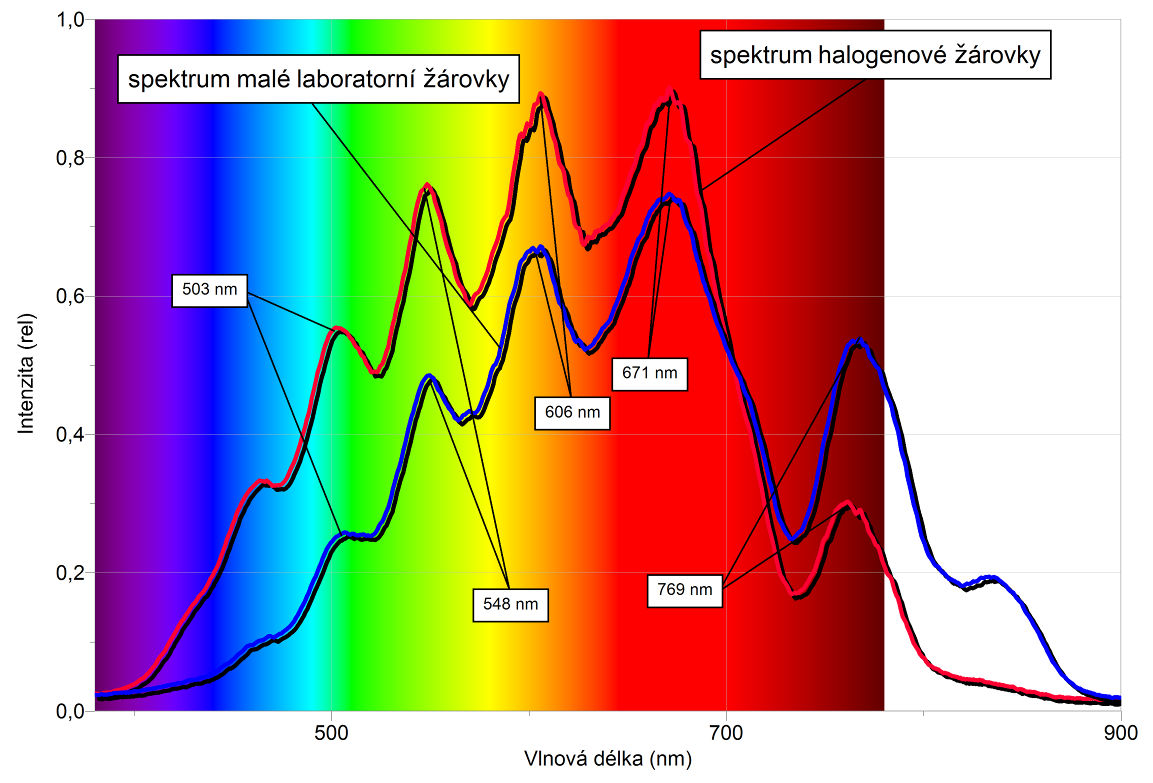 1,0
spektrum halogenové žárovky
spektrum malé laboratorní žárovky
0,8
503 nm
0,6
671 nm
606 nm
Intenzita (rel)
0,4
769 nm
548 nm
0,2
0,0
500
700
900
Vlnová délka (nm)